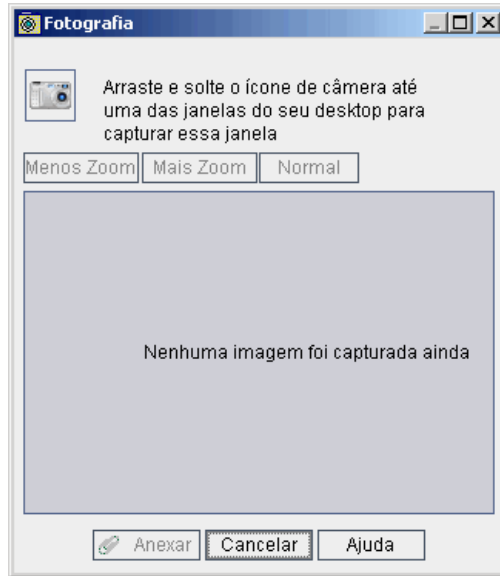 Fotografia
Arraste e solte o ícone de câmera até
uma das janelas do seu desktop para
capturar essa janela
Menos Zoom Mais Zoom Normal
Nenhuma imagem foi capturada ainda
Anexar Cancelar Ajuda